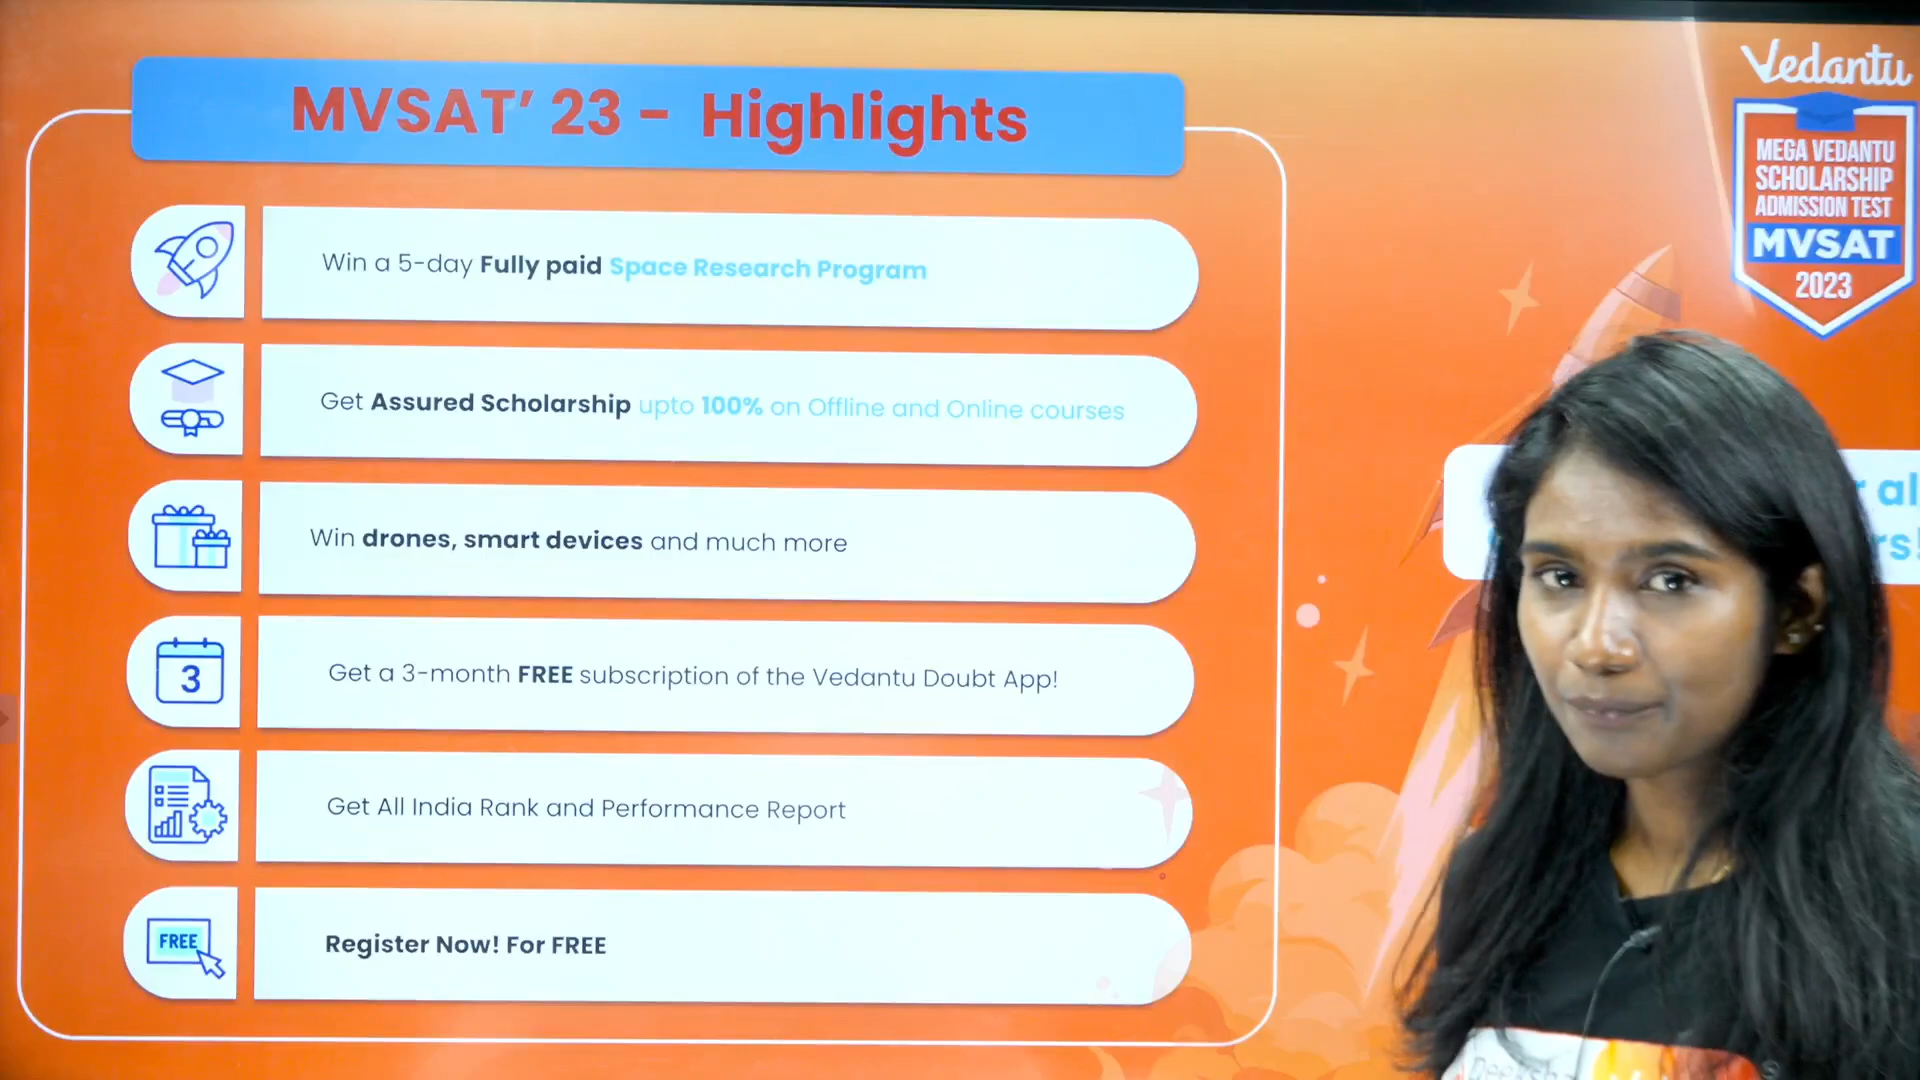 MVSAT’ 23 - Highlights
Win a 5-day Fully paid Space Research Program
Get Assured Scholarship upto 100% on Offline and Online courses
Win drones, smart devices and much more
3
Get a 3-month FREE subscription of the Vedantu Doubt App!
Get All India Rank and Performance Report
FREE
Register Now! For FREE
Vedantu
MEGA VEDANTU
SCHOLARSHIP
ADMISSION TEST
MVSAT
2023